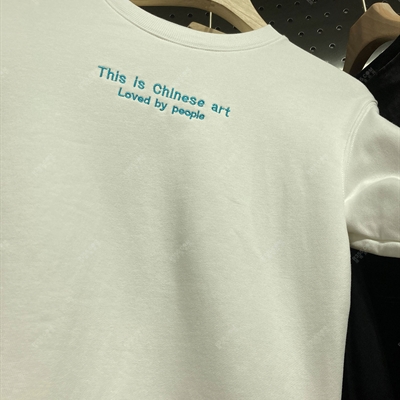 This is Chinese art
Loved by people